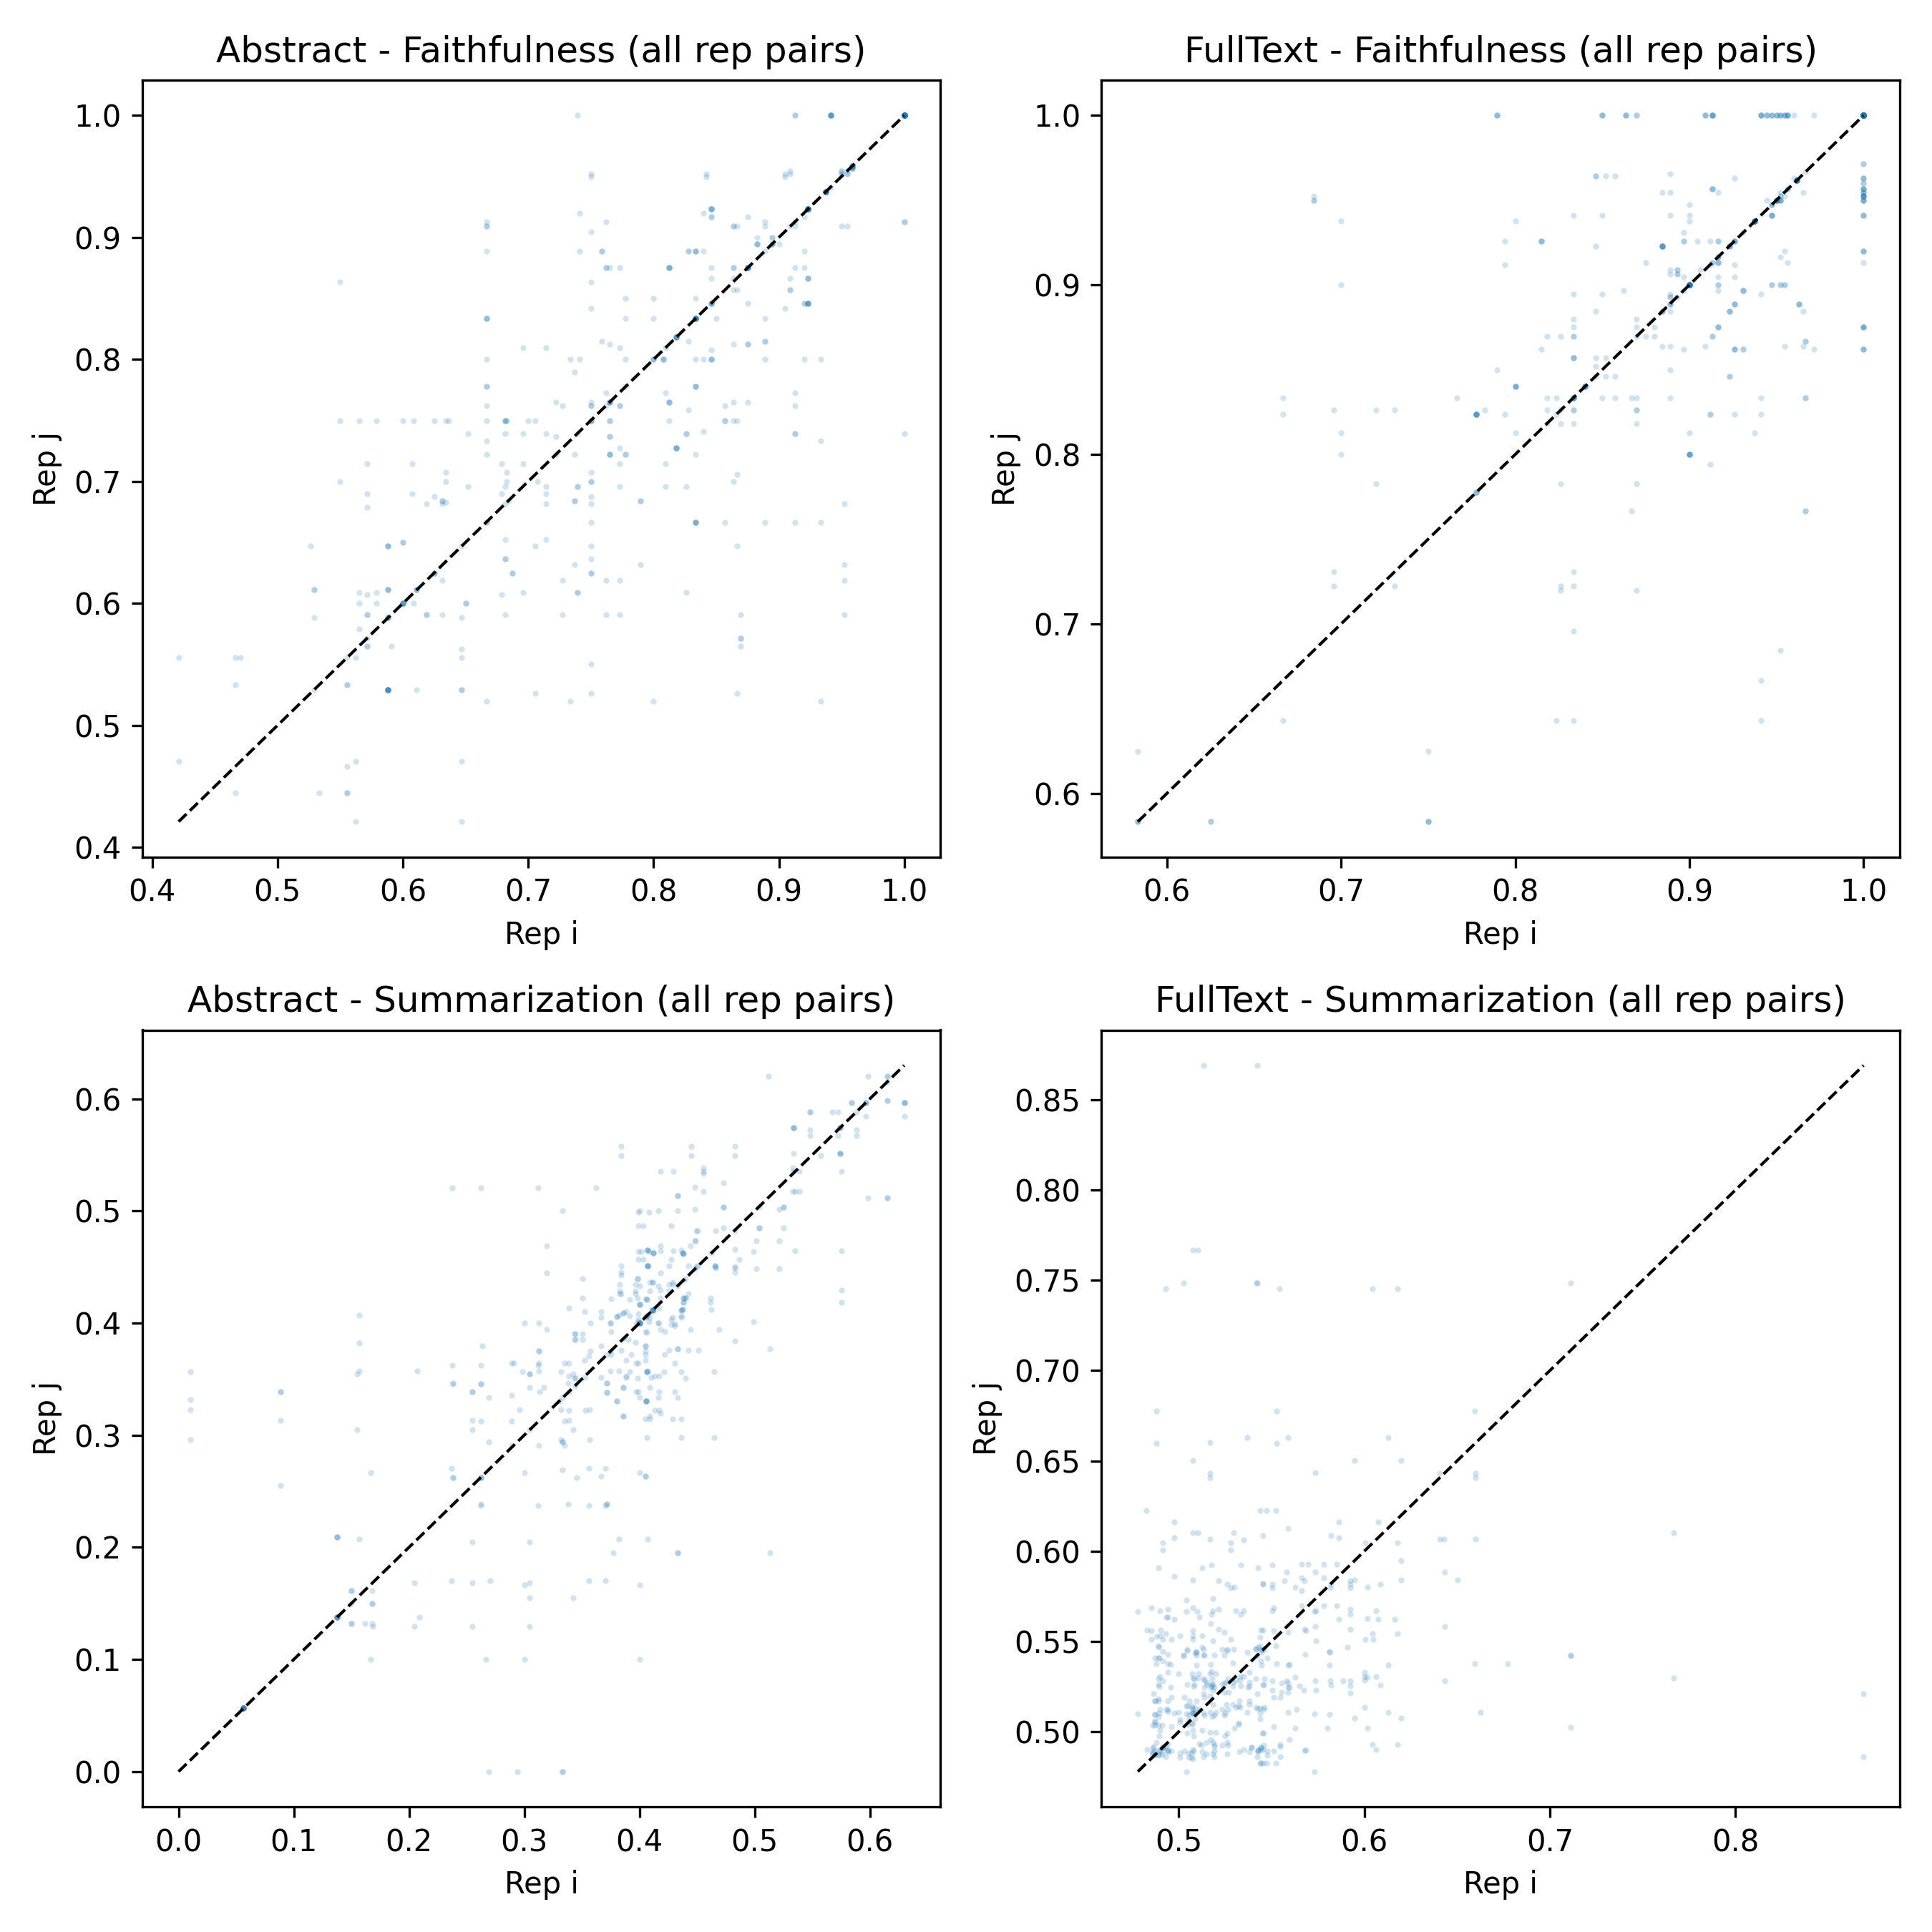 Abstract - Faithfulness (all rep pairs)
1.0
0.9
0.8
0.7
0.6
0.5
0.4
Rep j
0.4 0.5 0.6 0.7 0.8 0.9 1.0
Rep i
FullText - Faithfulness (all rep pairs)
1.0
0.9
0.8
0.7
0.6
Rep j
0.6 0.7 0.8 0.9 1.0
Rep i
Abstract - Summarization (all rep pairs)
0.6
0.5
0.4
0.3
0.2
0.1
0.0
Rep j
0.0 0.1 0.2 0.3 0.4 0.5 0.6
Rep i
FullText - Summarization (all rep pairs)
0.85
0.80
0.75
0.70
0.65
0.60
0.55
0.50
Rep j
0.5 0.6 0.7 0.8
Rep i